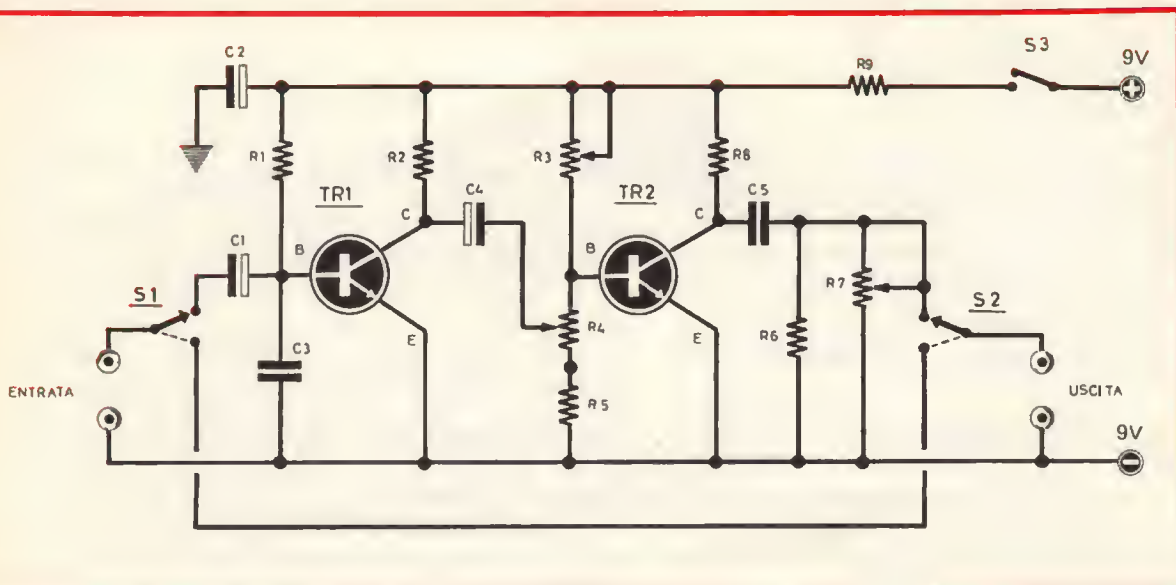 C2
S3
9V
R9
R1
R2
R3
R8
TR1
C4
TR2
C5
C
C
B
B
C1
S1
R7
S2
R4
R6
E
E
C3
ENTRATA
R5
USCITA
9V